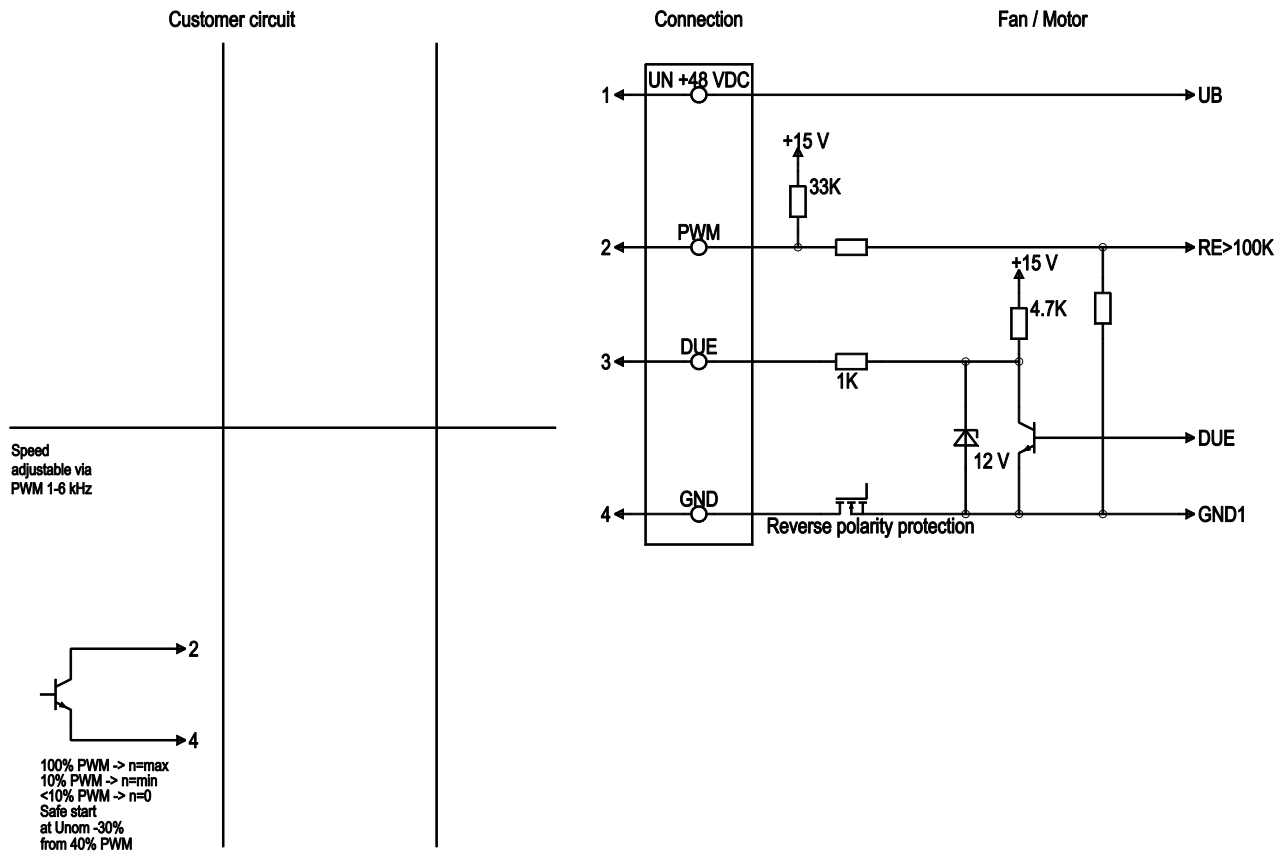 Customer circuit
Connection
Fan / Motor
UN +48 VDC
1
UB
+15 V
33K
PWM
2
RE>100K
+15 V
4.7K
DUE
3
1K
DUE
12 V
GND
4
GND1
Reverse polarity protection
Speed
adjustable via
PWM 1-6 kHz
2
4
100% PWM -> n=max
10% PWM -> n=min
<10% PWM -> n=0
Safe start
at Unom -30%
from 40% PWM